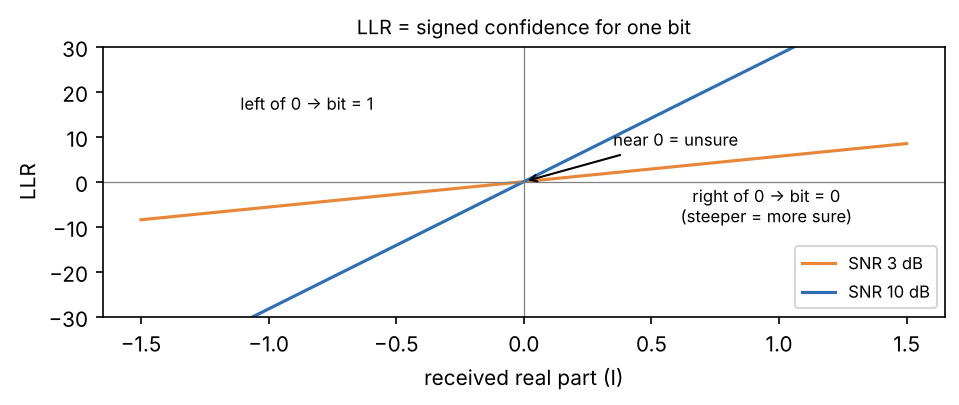 LLR = signed confidence for one bit
30
20
10
0
−10
−20
−30
LLR
left of 0 → bit = 1
near 0 = unsure
right of 0 → bit = 0
(steeper = more sure)
SNR 3 dB
SNR 10 dB
−1.5
−1.0
−0.5
0.0
0.5
1.0
1.5
received real part (I)